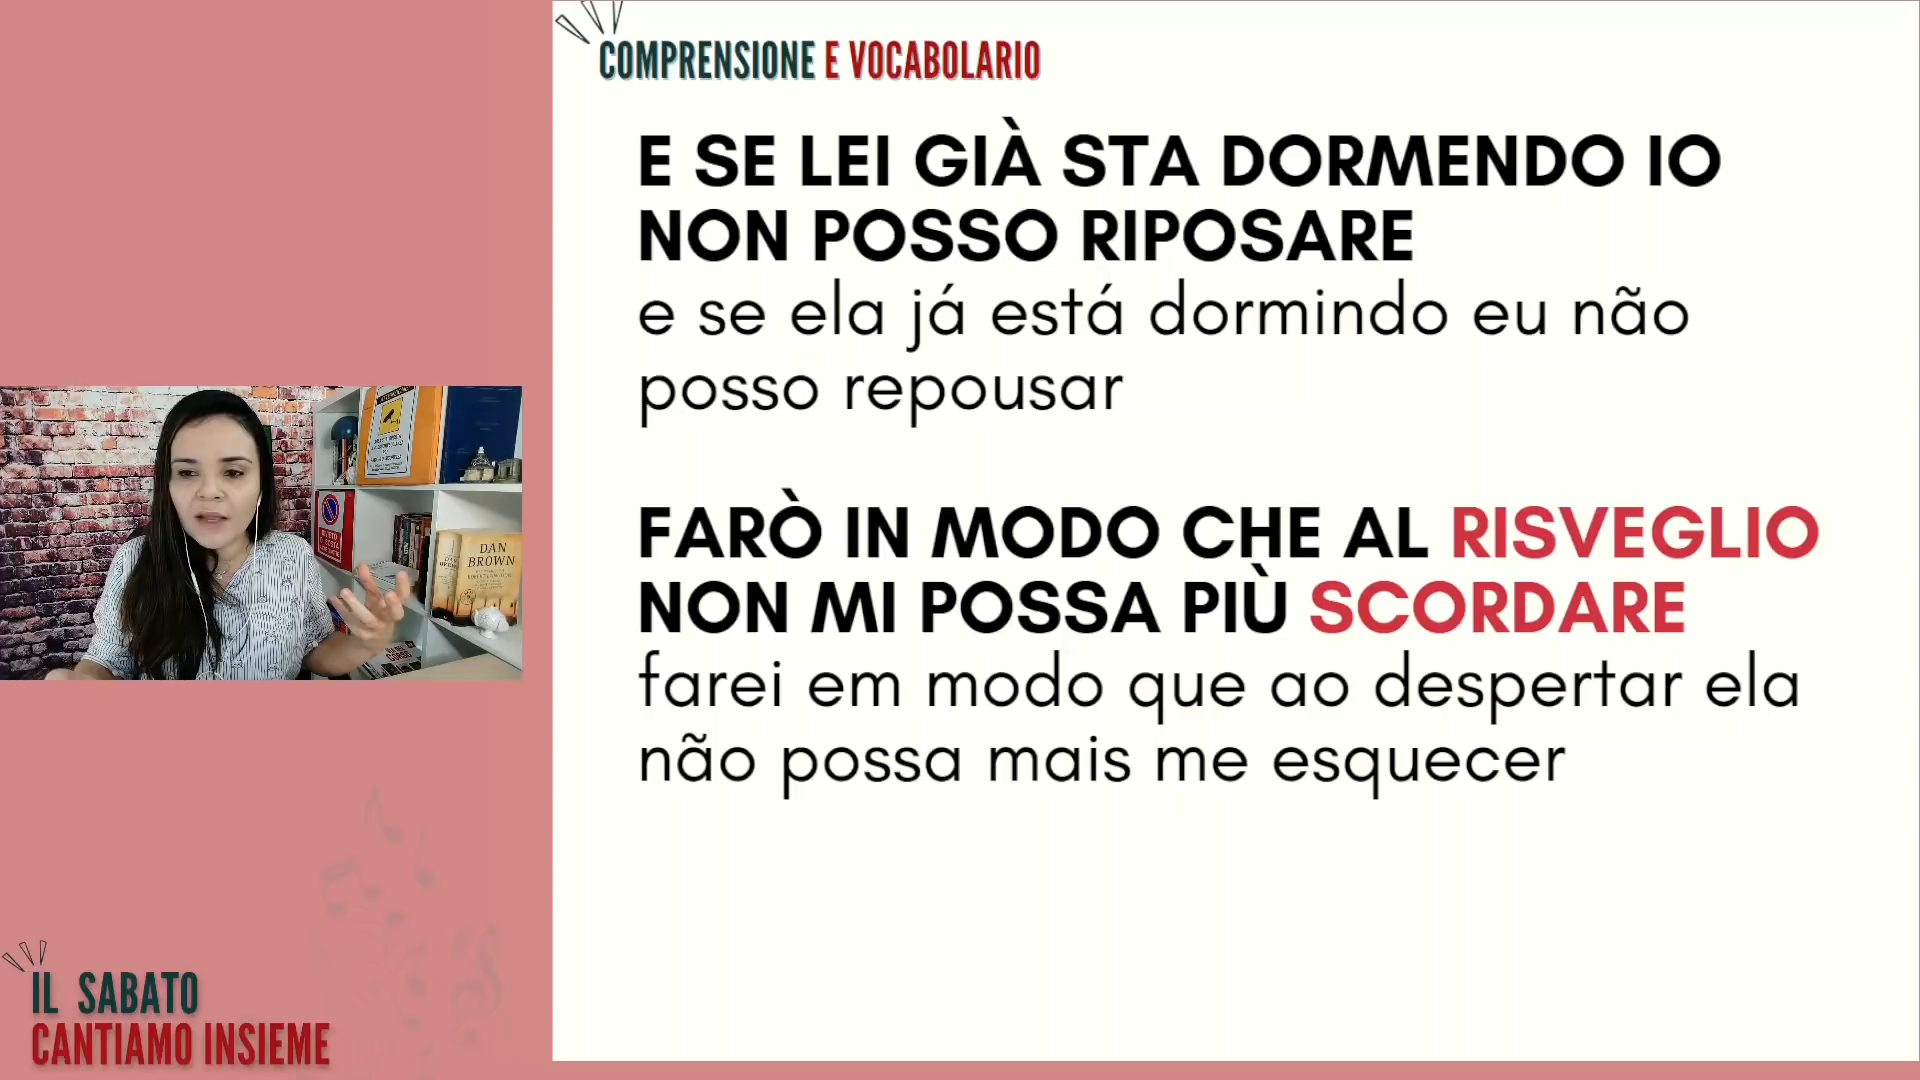 COMPRENSIONE E VOCABOLARIO
E SE LEI GIÀ STA DORMENDO IO
NON POSSO RIPOSARE
e se ela já está dormindo eu não
posso repousar
FARÒ IN MODO CHE AL RISVEGLIO
NON MI POSSA PIÙ SCORDARE
farei em modo que ao despertar ela
não possa mais me esquecer
DAN
BROWN
IL SABATO
CANTIAMO INSIEME